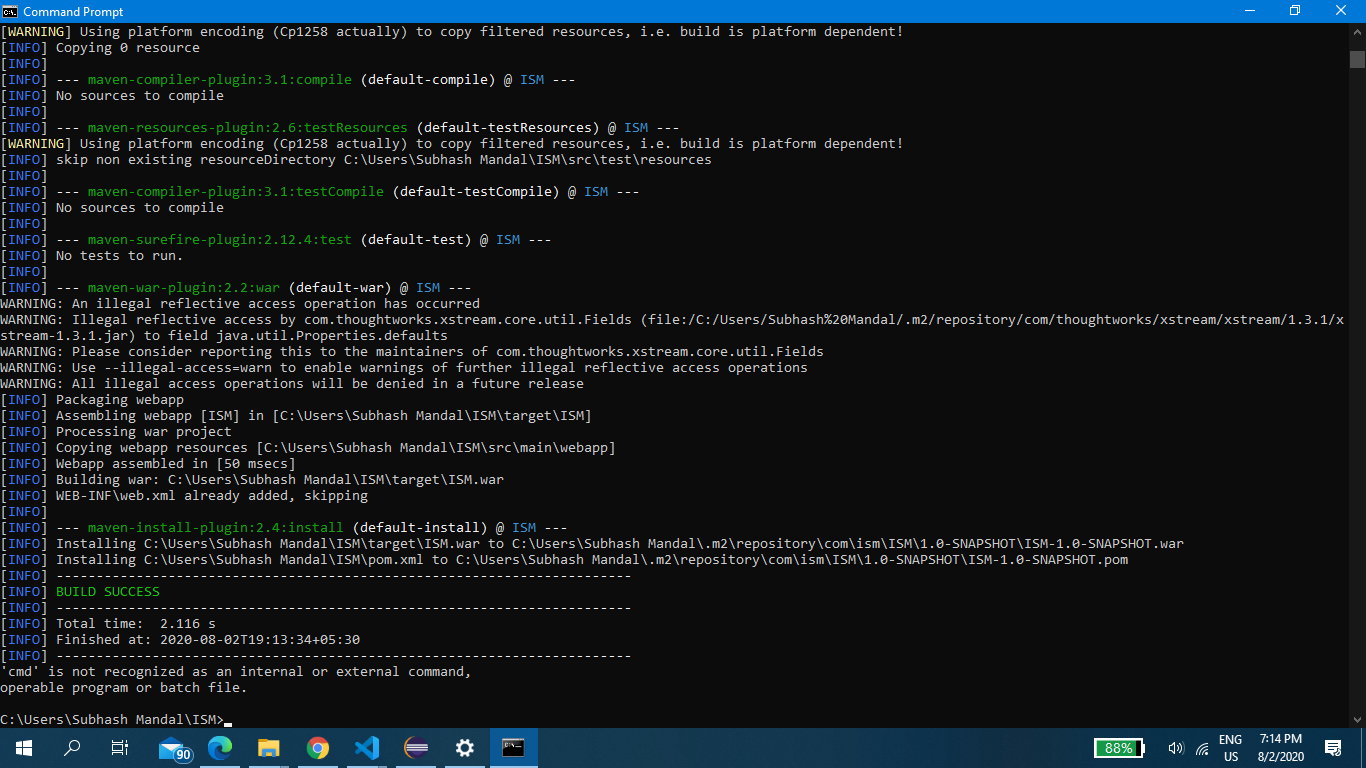 Command Prompt
[WARNING] Using platform encoding (Cp1258 actually) to copy filtered resources, i.e. build is platform dependent!
[INFO] Copying 0 resource
[INFO]
[INFO] --- maven-compiler-plugin:3.1:compile (default-compile) @ ISM ---
[INFO] No sources to compile
[INFO]
[INFO] --- maven-resources-plugin:2.6:testResources (default-testResources) @ ISM ---
[WARNING] Using platform encoding (Cp1258 actually) to copy filtered resources, i.e. build is platform dependent!
[INFO] skip non existing resourceDirectory C:\Users\Subhash Mandal\ISM\src\test\resources
[INFO]
[INFO] --- maven-compiler-plugin:3.1:testCompile (default-testCompile) @ ISM ---
[INFO] No sources to compile
[INFO]
[INFO] --- maven-surefire-plugin:2.12.4:test (default-test) @ ISM ---
[INFO] No tests to run.
[INFO]
[INFO] --- maven-war-plugin:2.2:war (default-war) @ ISM ---
WARNING: An illegal reflective access operation has occurred
WARNING: Illegal reflective access by com.thoughtworks.xstream.core.util.Fields (file:/C:/Users/Subhash%20Mandal/.m2/repository/com/thoughtworks/xstream/xstream/1.3.1/x
stream-1.3.1.jar) to field java.util.Properties.defaults
WARNING: Please consider reporting this to the maintainers of com.thoughtworks.xstream.core.util.Fields
WARNING: Use --illegal-access=warn to enable warnings of further illegal reflective access operations
WARNING: All illegal access operations will be denied in a future release
[INFO] Packaging webapp
[INFO] Assembling webapp [ISM] in [C:\Users\Subhash Mandal\ISM\target\ISM]
[INFO] Processing war project
[INFO] Copying webapp resources [C:\Users\Subhash Mandal\ISM\src\main\webapp]
[INFO] Webapp assembled in [50 msecs]
[INFO] Building war: C:\Users\Subhash Mandal\ISM\target\ISM.war
[INFO] WEB-INF\web.xml already added, skipping
[INFO]
[INFO] --- maven-install-plugin:2.4:install (default-install) @ ISM ---
[INFO] Installing C:\Users\Subhash Mandal\ISM\target\ISM.war to C:\Users\Subhash Mandal\.m2\repository\com\ism\ISM\1.0-SNAPSHOT\ISM-1.0-SNAPSHOT.war
[INFO] Installing C:\Users\Subhash Mandal\ISM\pom.xml to C:\Users\Subhash Mandal\.m2\repository\com\ism\ISM\1.0-SNAPSHOT\ISM-1.0-SNAPSHOT.pom
[INFO] ------------------------------------------------------------------------
[INFO] BUILD SUCCESS
[INFO] ------------------------------------------------------------------------
[INFO] Total time:  2.116 s
[INFO] Finished at: 2020-08-02T19:13:34+05:30
[INFO] ------------------------------------------------------------------------
'cmd' is not recognized as an internal or external command,
operable program or batch file.
C:\Users\Subhash Mandal\ISM>
90
88%
ENG
US
7:14 PM
8/2/2020